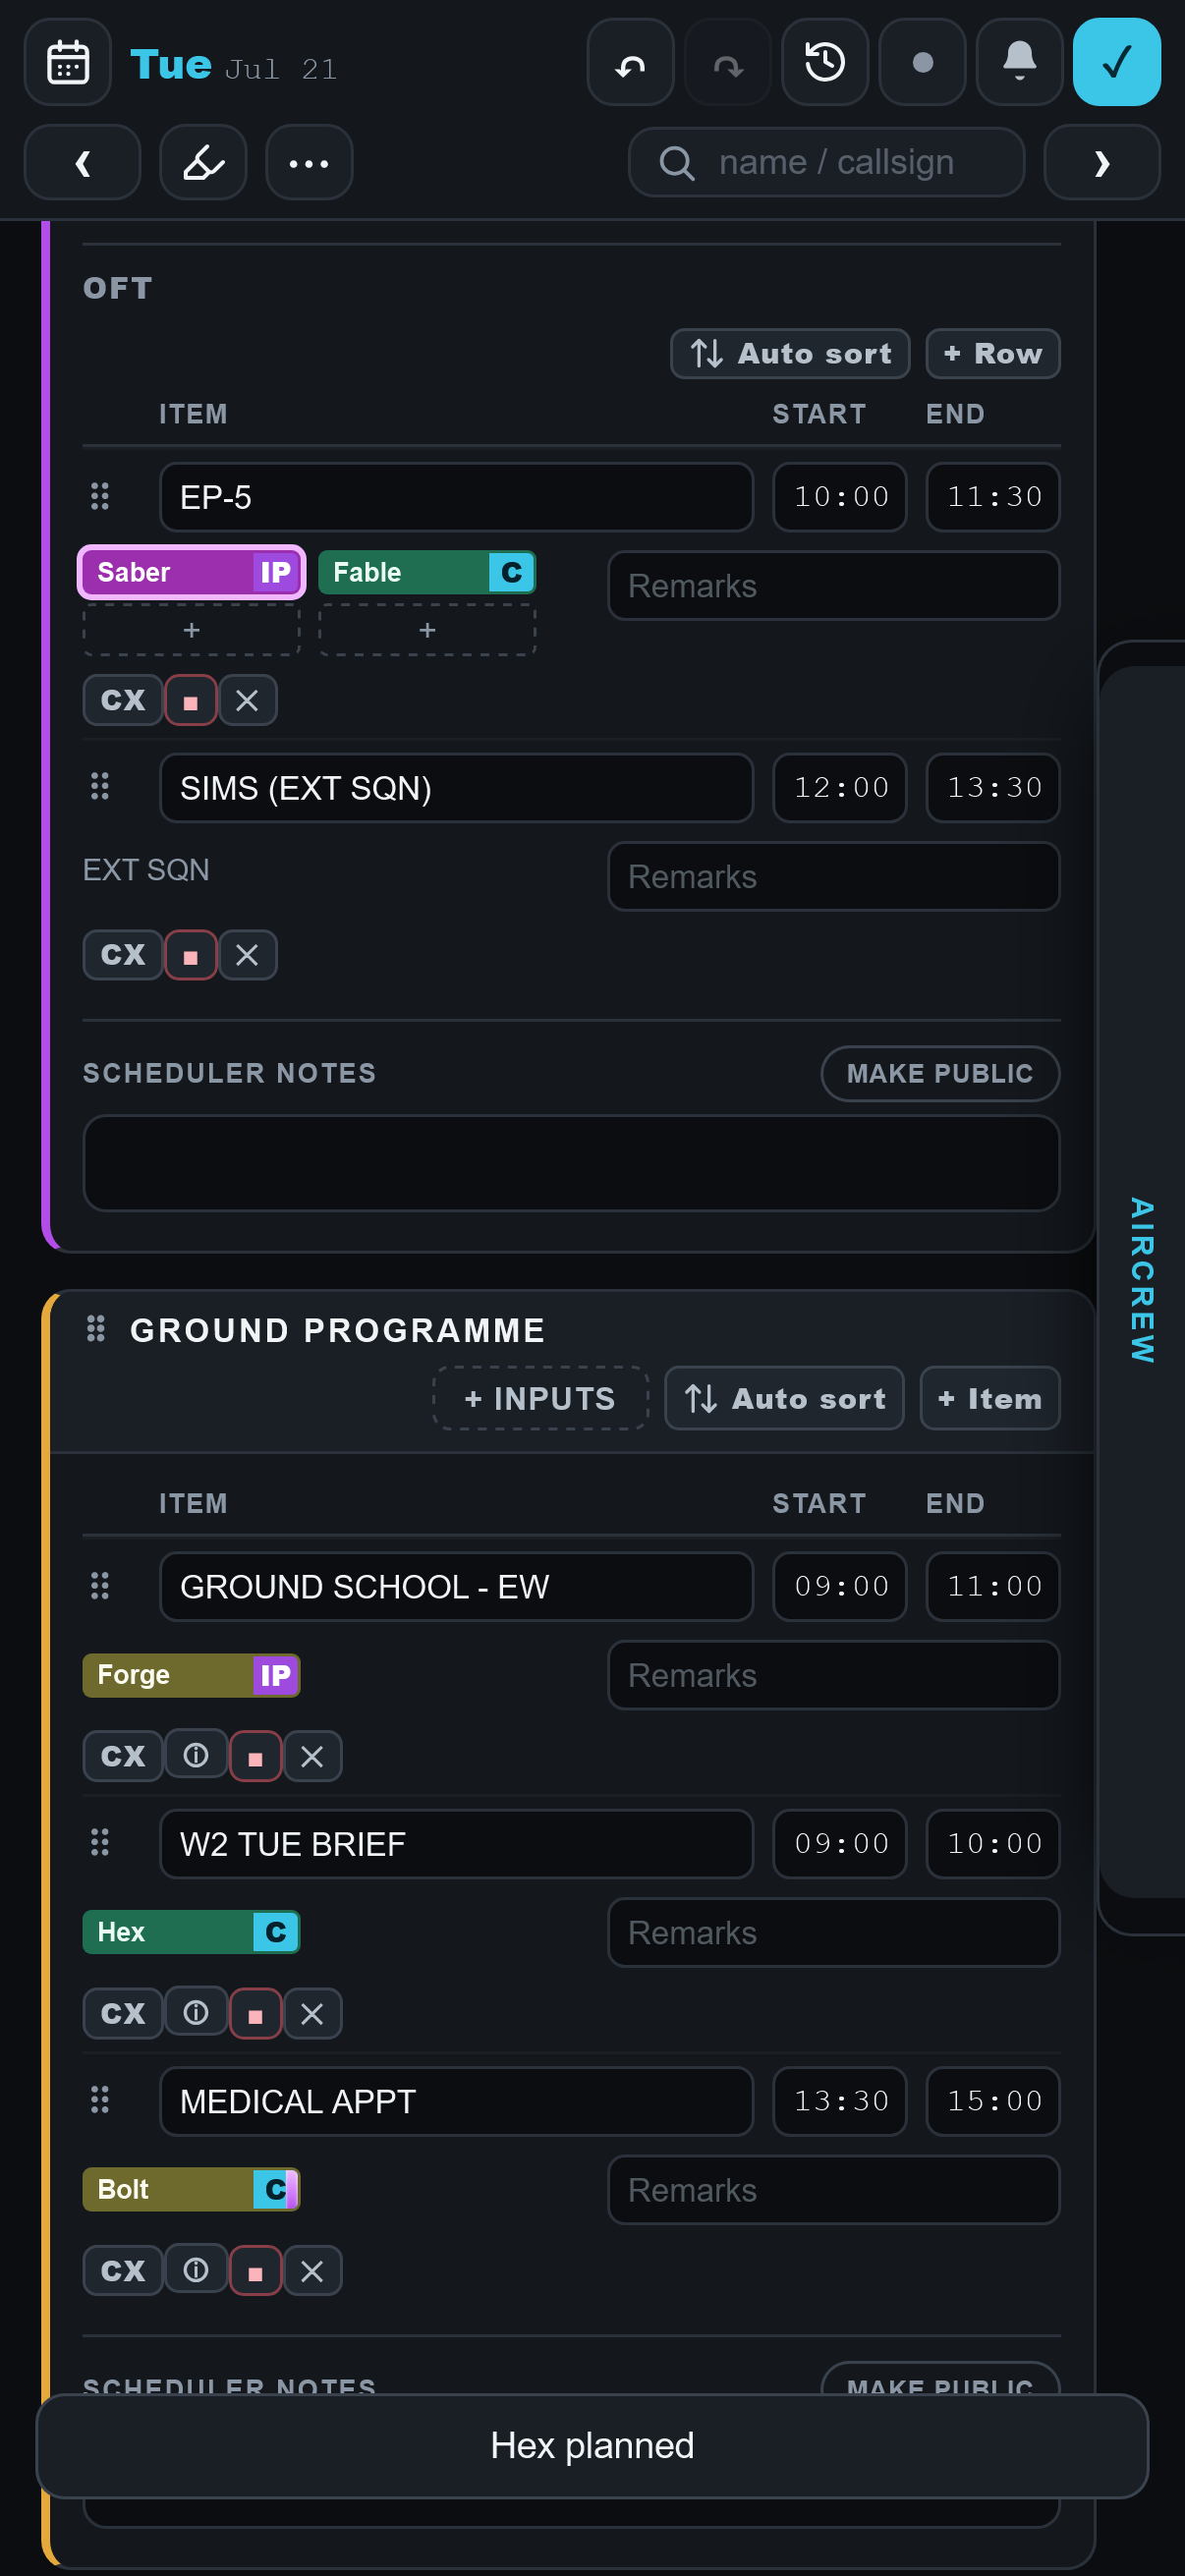 Tue Jul 21
name / callsign
OFT
Auto sort + Row
ITEM START END
EP-5 10:00 11:30
Saber IP Fable C Remarks
+ +
CX
SIMS (EXT SQN) 12:00 13:30
EXT SQN Remarks
CX
SCHEDULER NOTES MAKE PUBLIC
AIRCREW
GROUND PROGRAMME
+ INPUTS Auto sort + Item
ITEM START END
GROUND SCHOOL - EW 09:00 11:00
Forge IP Remarks
CX
W2 TUE BRIEF 09:00 10:00
Hex C Remarks
CX
MEDICAL APPT 13:30 15:00
Bolt C Remarks
CX
SCHEDULER NOTES MAKE PUBLIC
Hex planned